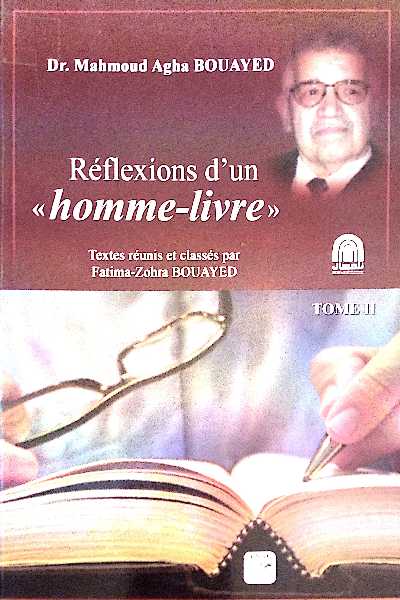 Dr. Mahmoud Agha BOUAYED
Réflexions d'un
« homme-livre »
Textes réunis et classés par
Fatima-Zohra BOUAYED
TOME II